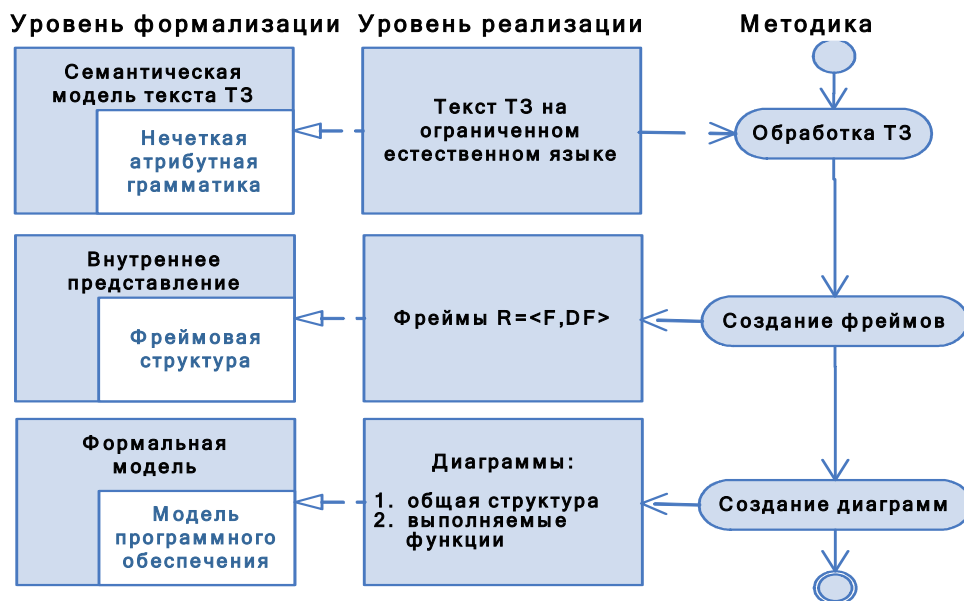 Уровень формализации
Уровень реализации
Методика
Семантическая
модель текста ТЗ
Нечеткая
атрибутная
грамматика
Текст ТЗ на
ограниченном
естественном языке
Обработка ТЗ
Внутреннее
представление
Фреймовая
структура
Фреймы R=<F,DF>
Создание фреймов
Формальная
модель
Модель
программного
обеспечения
Диаграммы:
1. общая структура
2. выполняемые
функции
Создание диаграмм